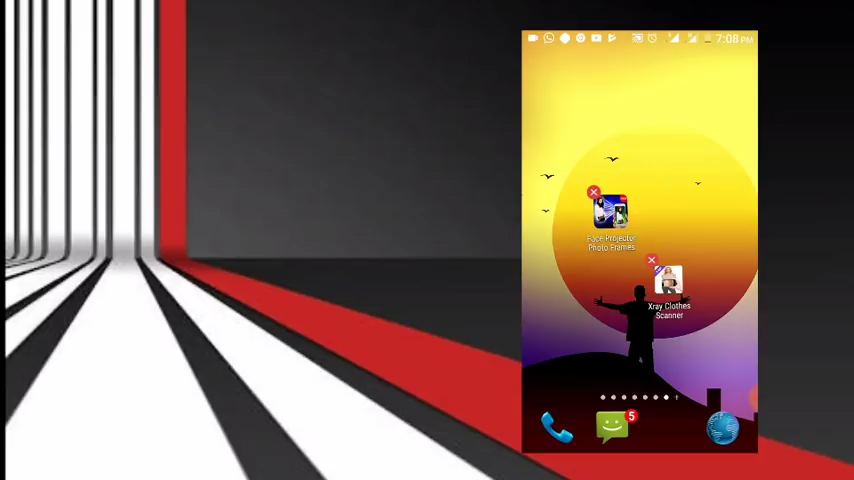 7:08 PM
Face Projector
Photo Frames
Xray Clothes
Scanner
5